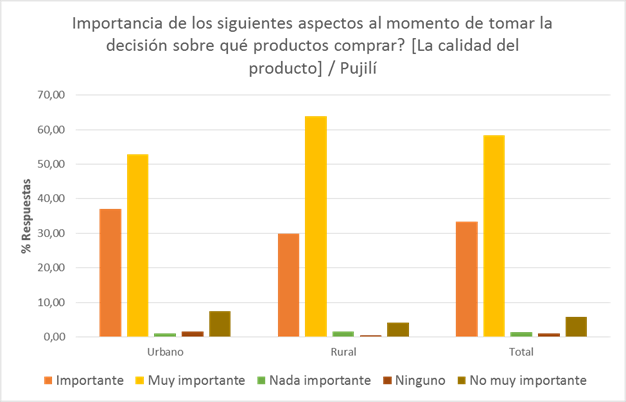 Importancia de los siguientes aspectos al momento de tomar la
decisión sobre qué productos comprar? [La calidad del
producto] / Pujilí
70,00
60,00
50,00
40,00
30,00
20,00
10,00
0,00
% Respuestas
Urbano Rural Total
Importante Muy importante Nada importante Ninguno No muy importante